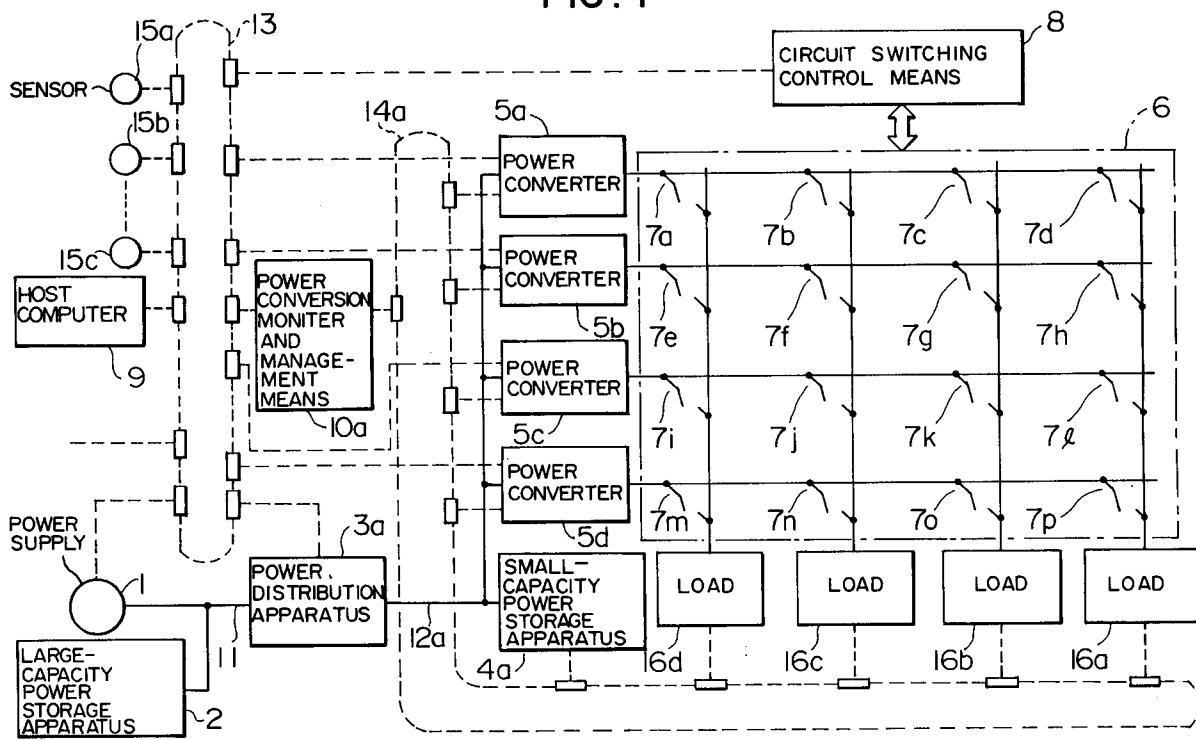 FIG. 1
15a
13
8
SENSOR
CIRCUIT SWITCHING
CONTROL MEANS
15b
14a
5a
6
POWER
CONVERTER
7a
7b
7c
7d
15c
HOST
COMPUTER
9
POWER
CONVERSION
MONITER
AND
MANAGE-
MENT
MEANS
10a
POWER
CONVERTER
5b
7e
7f
7g
7h
POWER
CONVERTER
5c
7i
7j
7k
7ℓ
POWER
CONVERTER
5d
7m
7n
7o
7p
POWER
SUPPLY
1
3a
POWER
DISTRIBUTION
APPARATUS
11
12a
SMALL-
CAPACITY
POWER
STORAGE
APPARATUS
4a
LOAD
LOAD
LOAD
LOAD
16d
16c
16b
16a
LARGE-
CAPACITY
POWER
STORAGE
APPARATUS
2